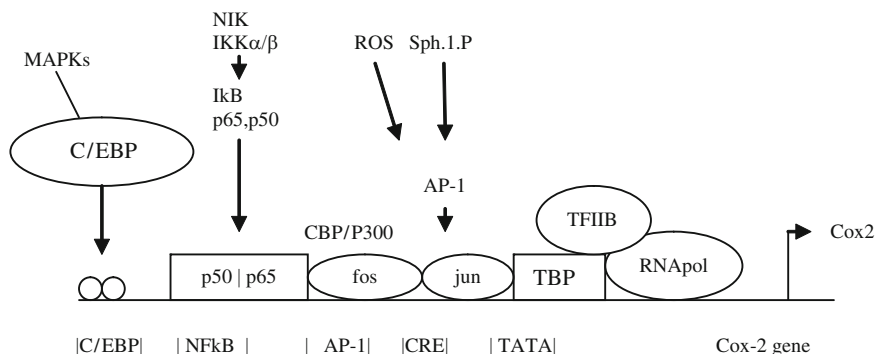 NIK
IKKα/β
ROS Sph.1.P
MAPKs
IkB
p65,p50
C/EBP
AP-1
TFIIB
CBP/P300
Cox2
RNApol
p50 | p65
fos
jun
TBP
|C/EBP| | NFkB | | AP-1| |CRE| | TATA| Cox-2 gene